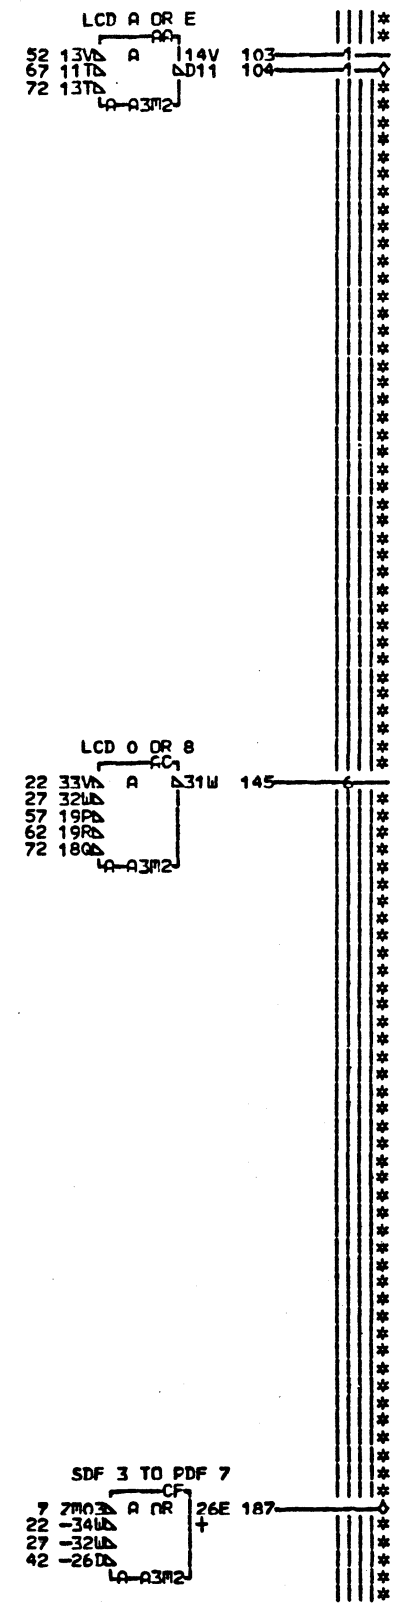 LCD A OR E
AA
52 13V A 14V 103 1
67 11T D11 104 1
72 13T
A-A3M2
LCD 0 OR 8
22 33V A 31W 145 6
27 32W
57 19P
62 19R
72 18Q
A-A3M2
SDF 3 TO PDF 7
CF
7 A OR 26E 187
22 -34W +
27 -32W
42 -26D
A-A3M2